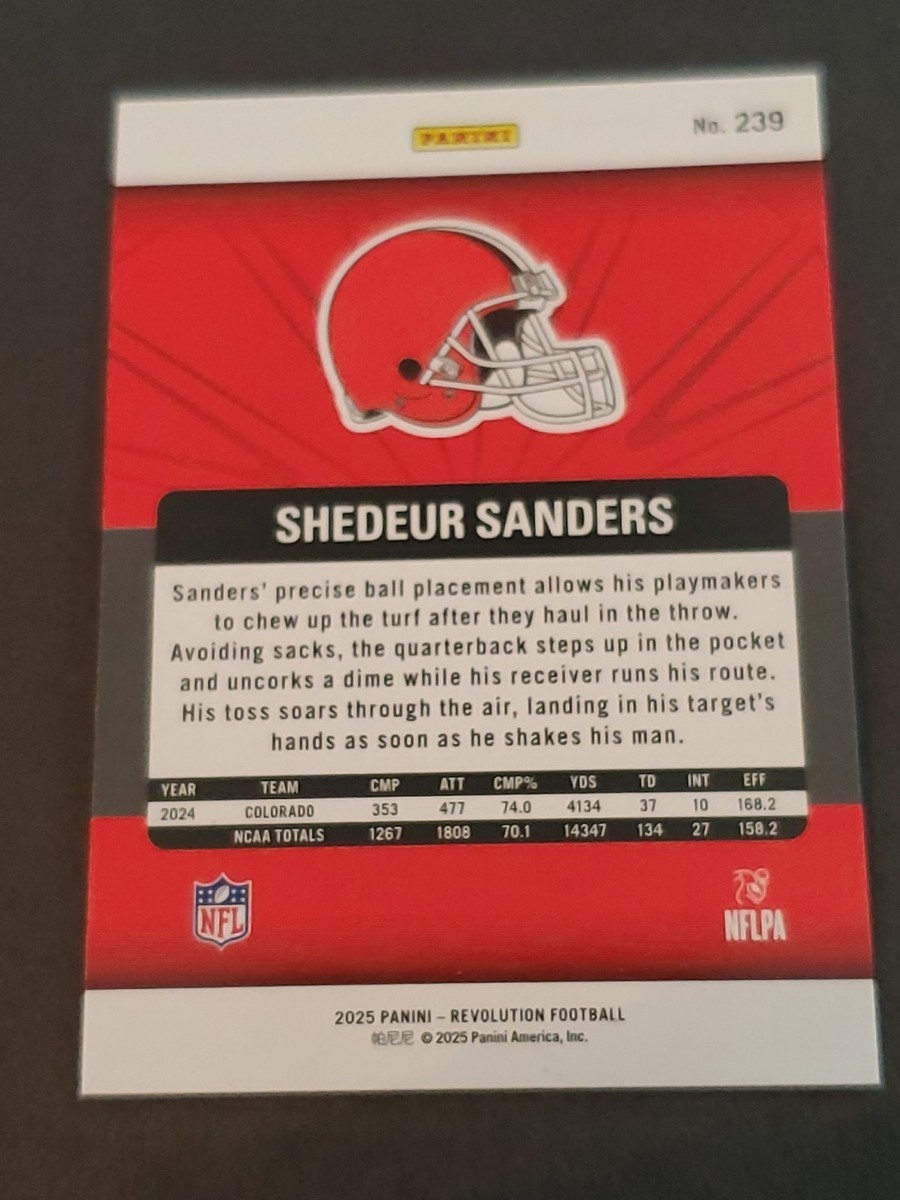 PANINI
No. 239
SHEDEUR SANDERS
Sanders' precise ball placement allows his playmakers
to chew up the turf after they haul in the throw.
Avoiding sacks, the quarterback steps up in the pocket
and uncorks a dime while his receiver runs his route.
His toss soars through the air, landing in his target's
hands as soon as he shakes his man.
YEAR TEAM CMP ATT CMP% YDS TD INT EFF
2024 COLORADO 353 477 74.0 4134 37 10 168.2
NCAA TOTALS 1267 1808 70.1 14347 134 27 158.2
NFL
NFLPA
2025 PANINI – REVOLUTION FOOTBALL
帕尼尼 © 2025 Panini America, Inc.